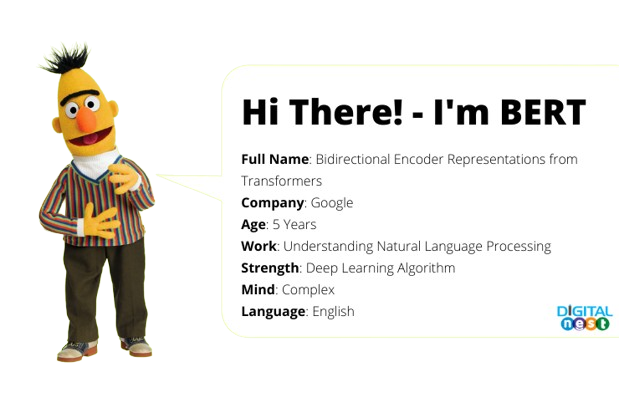 Hi There! - I'm BERT
Full Name: Bidirectional Encoder Representations from
Transformers
Company: Google
Age: 5 Years
Work: Understanding Natural Language Processing
Strength: Deep Learning Algorithm
Mind: Complex
Language: English
DIGITAL
nest